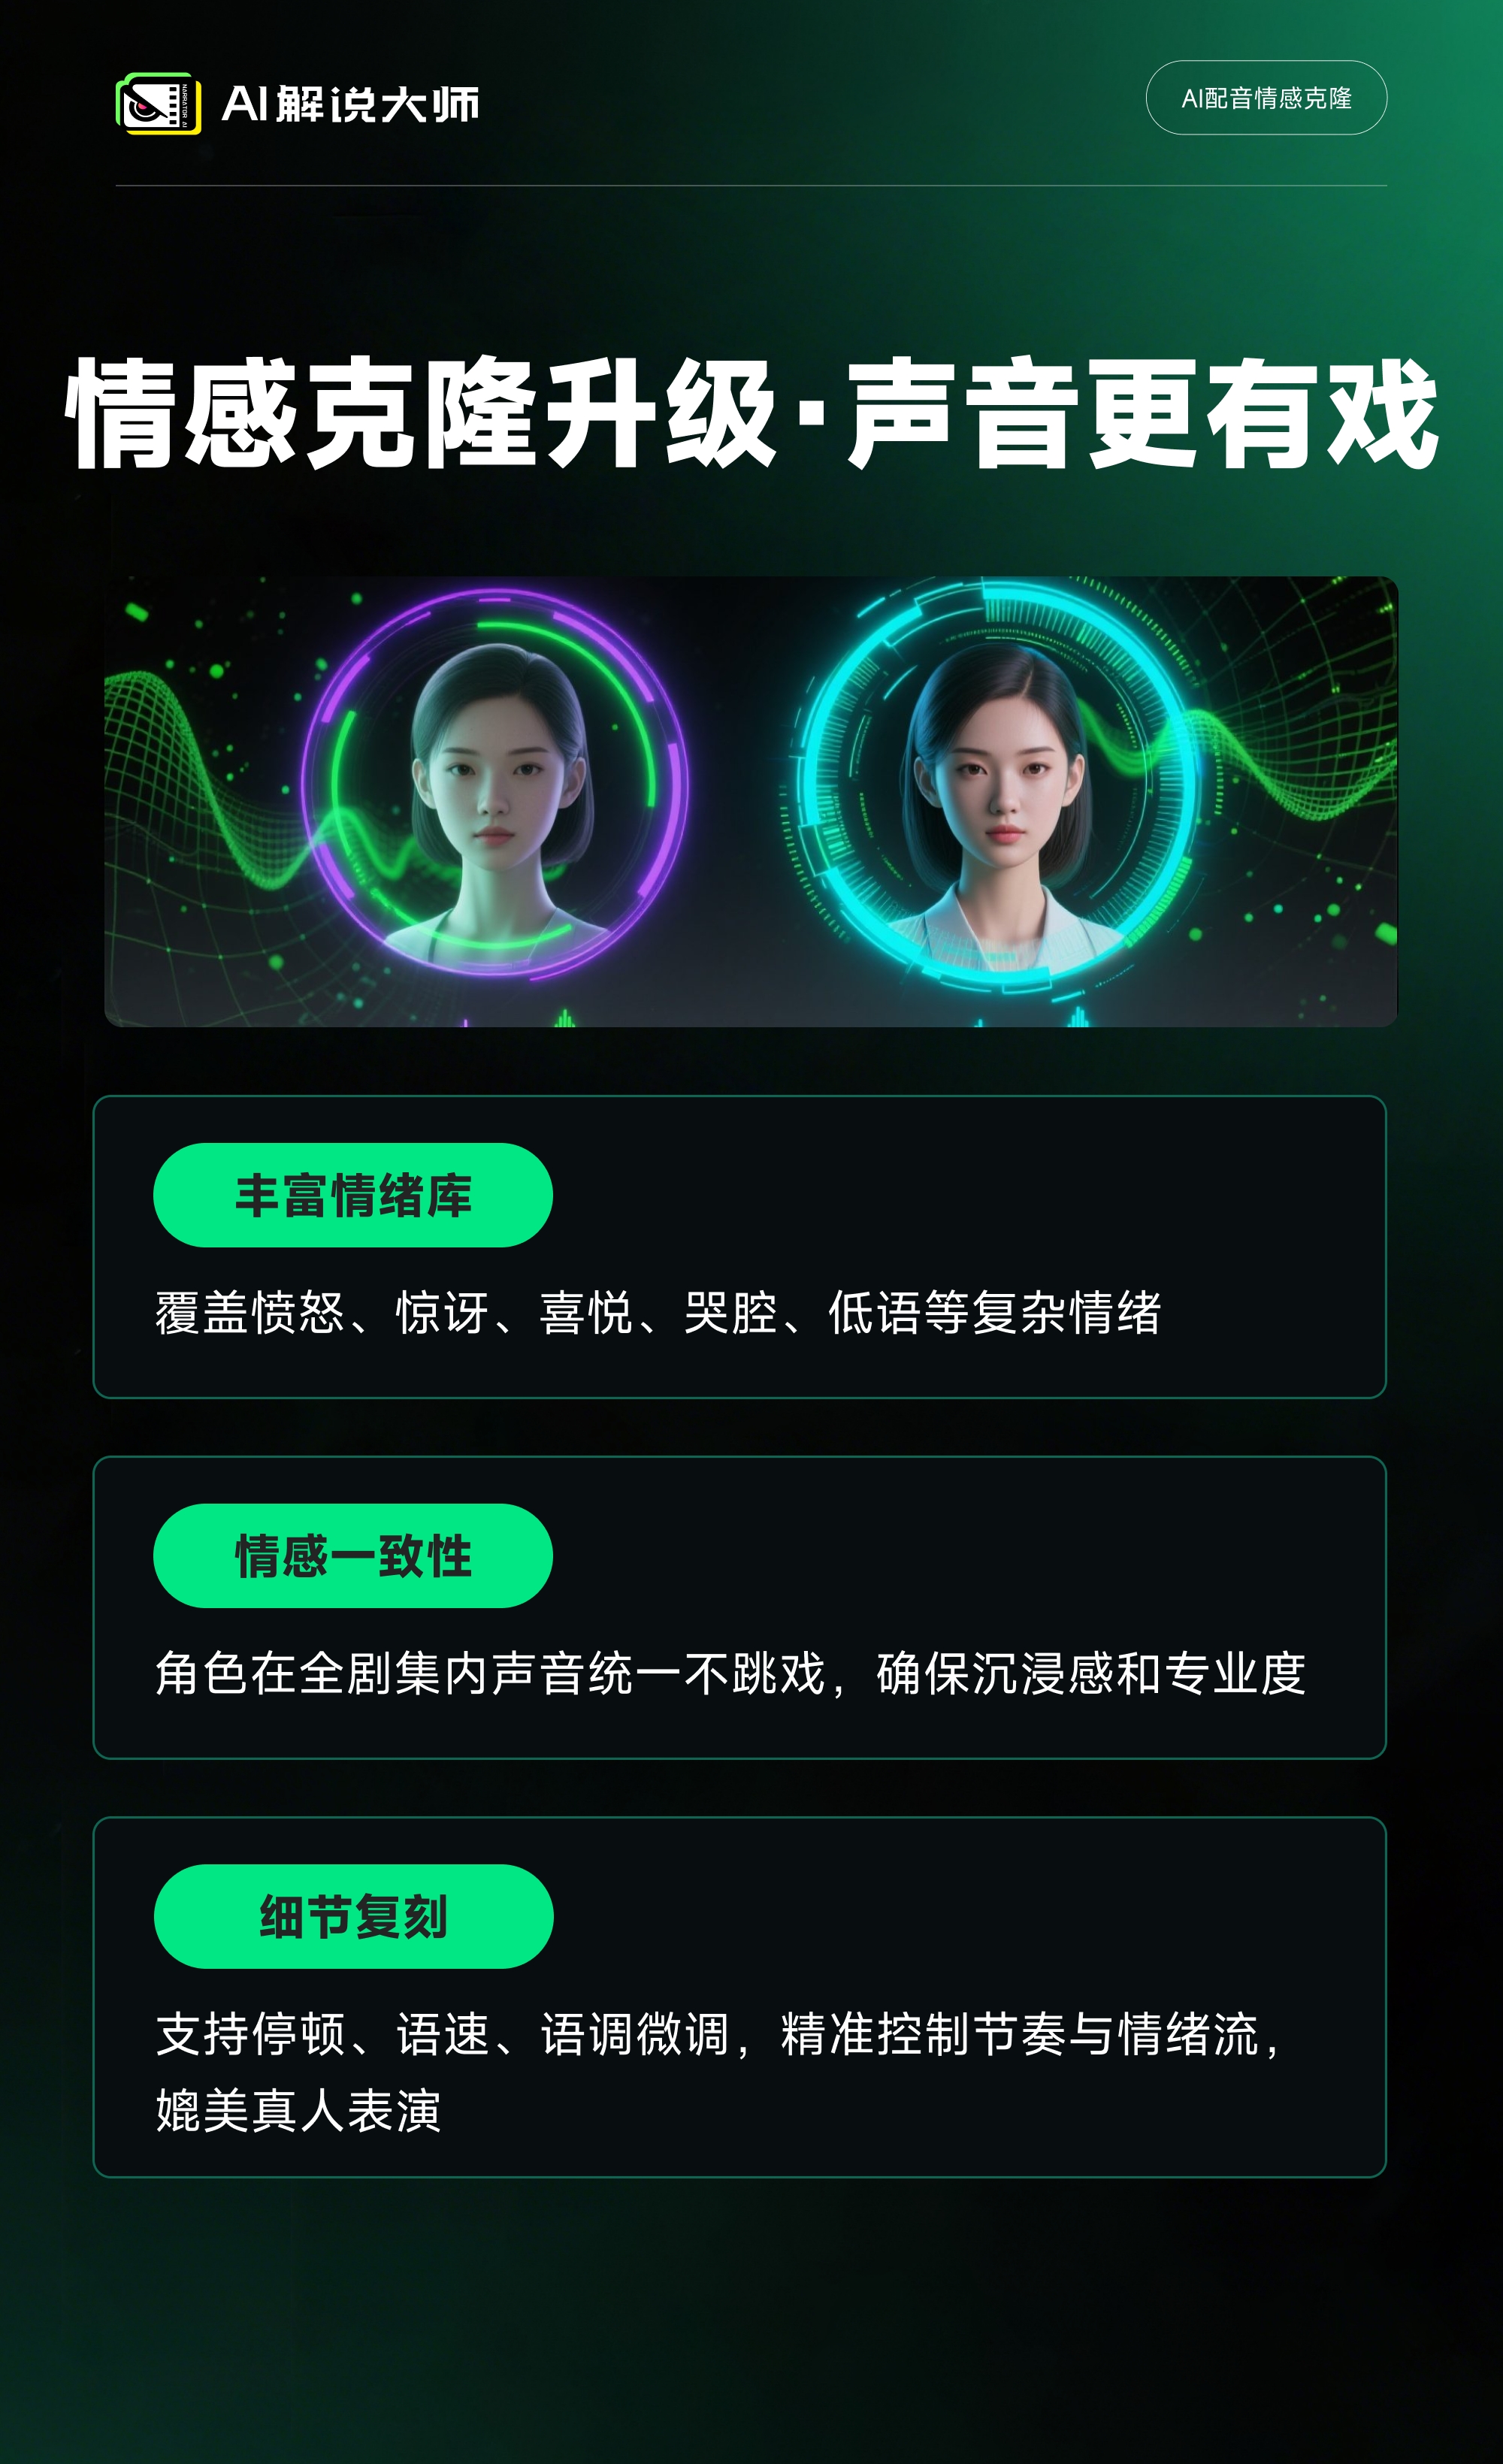 NARRATOR AI
AI解说大师
AI配音情感克隆
情感克隆升级·声音更有戏
丰富情绪库
覆盖愤怒、惊讶、喜悦、哭腔、低语等复杂情绪
情感一致性
角色在全剧集内声音统一不跳戏，确保沉浸感和专业度
细节复刻
支持停顿、语速、语调微调，精准控制节奏与情绪流，
媲美真人表演